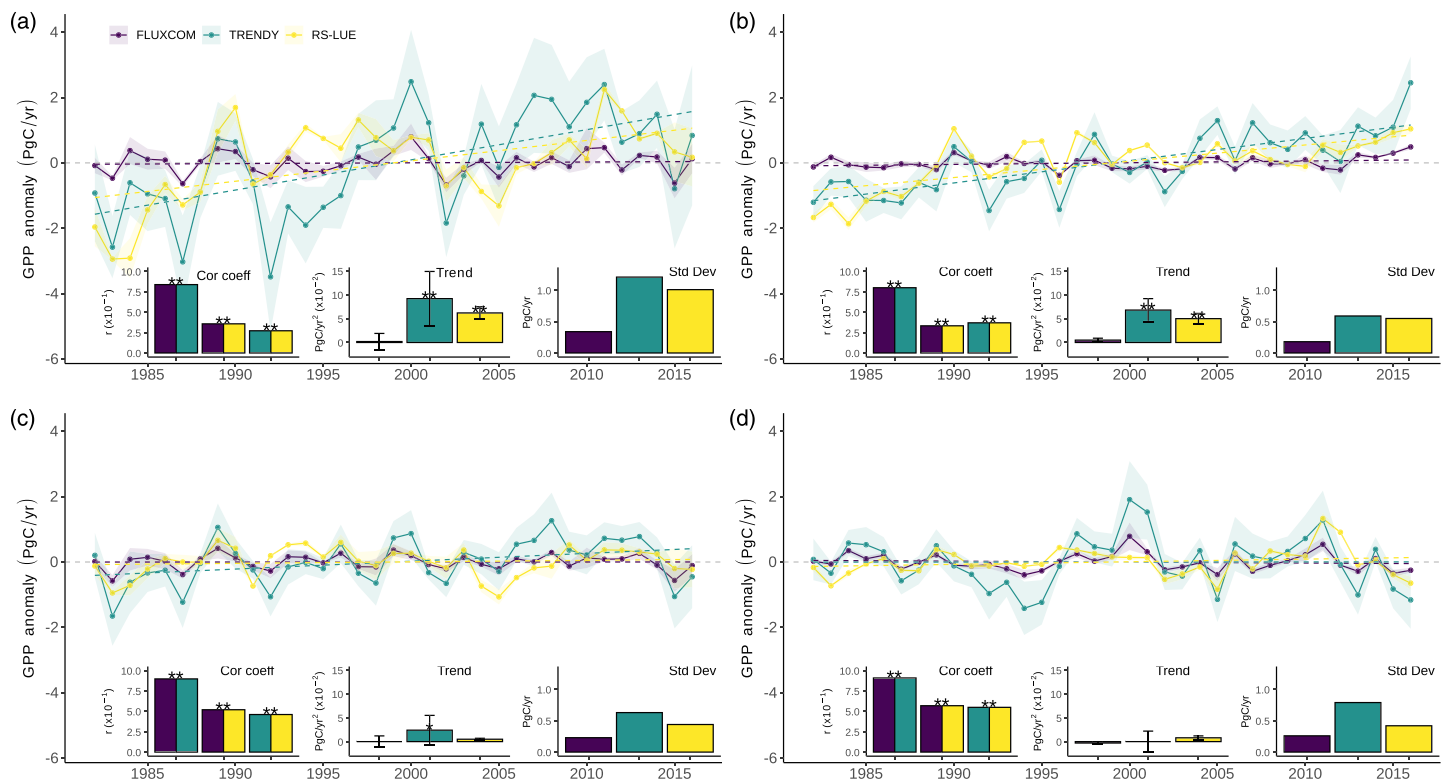 (a)
FLUXCOM TRENDY RS-LUE
4
2
0
-2
-4
-6
GPP anomaly (PgC/yr)
Cor coeff
r (x10⁻¹)
10.0
7.5
5.0
2.5
0.0
** ** **
Trend
PgC/yr² (x10⁻²)
15
10
5
0
** **
Std Dev
PgC/yr
1.0
0.5
0.0
1985 1990 1995 2000 2005 2010 2015
(b)
4
2
0
-2
-4
-6
GPP anomaly (PgC/yr)
Cor coeff
r (x10⁻¹)
10.0
7.5
5.0
2.5
0.0
** ** **
Trend
PgC/yr² (x10⁻²)
15
10
5
0
** **
Std Dev
PgC/yr
1.0
0.5
0.0
1985 1990 1995 2000 2005 2010 2015
(c)
4
2
0
-2
-4
-6
GPP anomaly (PgC/yr)
Cor coeff
r (x10⁻¹)
10.0
7.5
5.0
2.5
0.0
** ** **
Trend
PgC/yr² (x10⁻²)
15
10
5
0
*
Std Dev
PgC/yr
1.0
0.5
0.0
1985 1990 1995 2000 2005 2010 2015
(d)
4
2
0
-2
-4
-6
GPP anomaly (PgC/yr)
Cor coeff
r (x10⁻¹)
10.0
7.5
5.0
2.5
0.0
** ** **
Trend
PgC/yr² (x10⁻²)
15
10
5
0
Std Dev
PgC/yr
1.0
0.5
0.0
1985 1990 1995 2000 2005 2010 2015